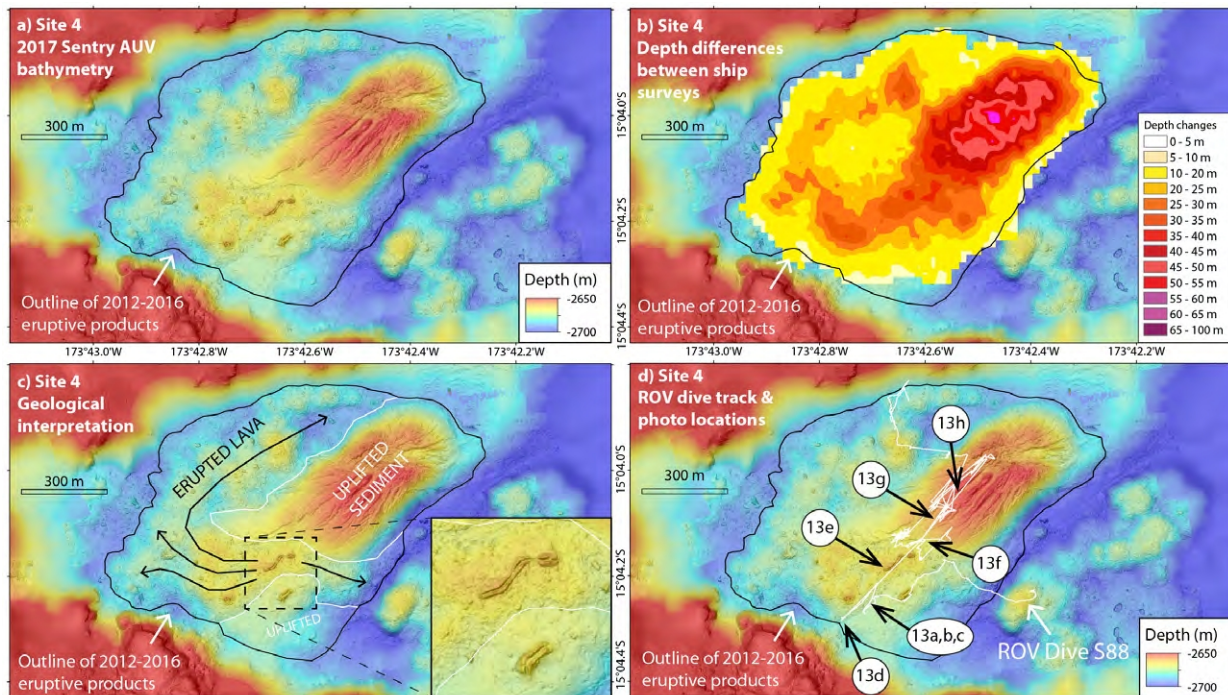 a) Site 4
2017 Sentry AUV
bathymetry
300 m
Outline of 2012-2016
eruptive products
Depth (m)
-2650
-2700
b) Site 4
Depth differences
between ship
surveys
300 m
Outline of 2012-2016
eruptive products
Depth changes
0 - 5 m
5 - 10 m
10 - 20 m
20 - 25 m
25 - 30 m
30 - 35 m
35 - 40 m
40 - 45 m
45 - 50 m
50 - 55 m
55 - 60 m
60 - 65 m
65 - 100 m
15°04.0'S
15°04.2'S
15°04.4'S
173°43.0'W
173°42.8'W
173°42.6'W
173°42.4'W
173°42.2'W
173°43.0'W
173°42.8'W
173°42.6'W
173°42.4'W
173°42.2'W
c) Site 4
Geological
interpretation
300 m
ERUPTED LAVA
UPLIFTED
SEDIMENT
UPLIFTED
Outline of 2012-2016
eruptive products
d) Site 4
ROV dive track &
photo locations
300 m
13h
13g
13e
13f
13a,b,c
13d
ROV Dive S88
Outline of 2012-2016
eruptive products
Depth (m)
-2650
-2700
15°04.0'S
15°04.2'S
15°04.4'S